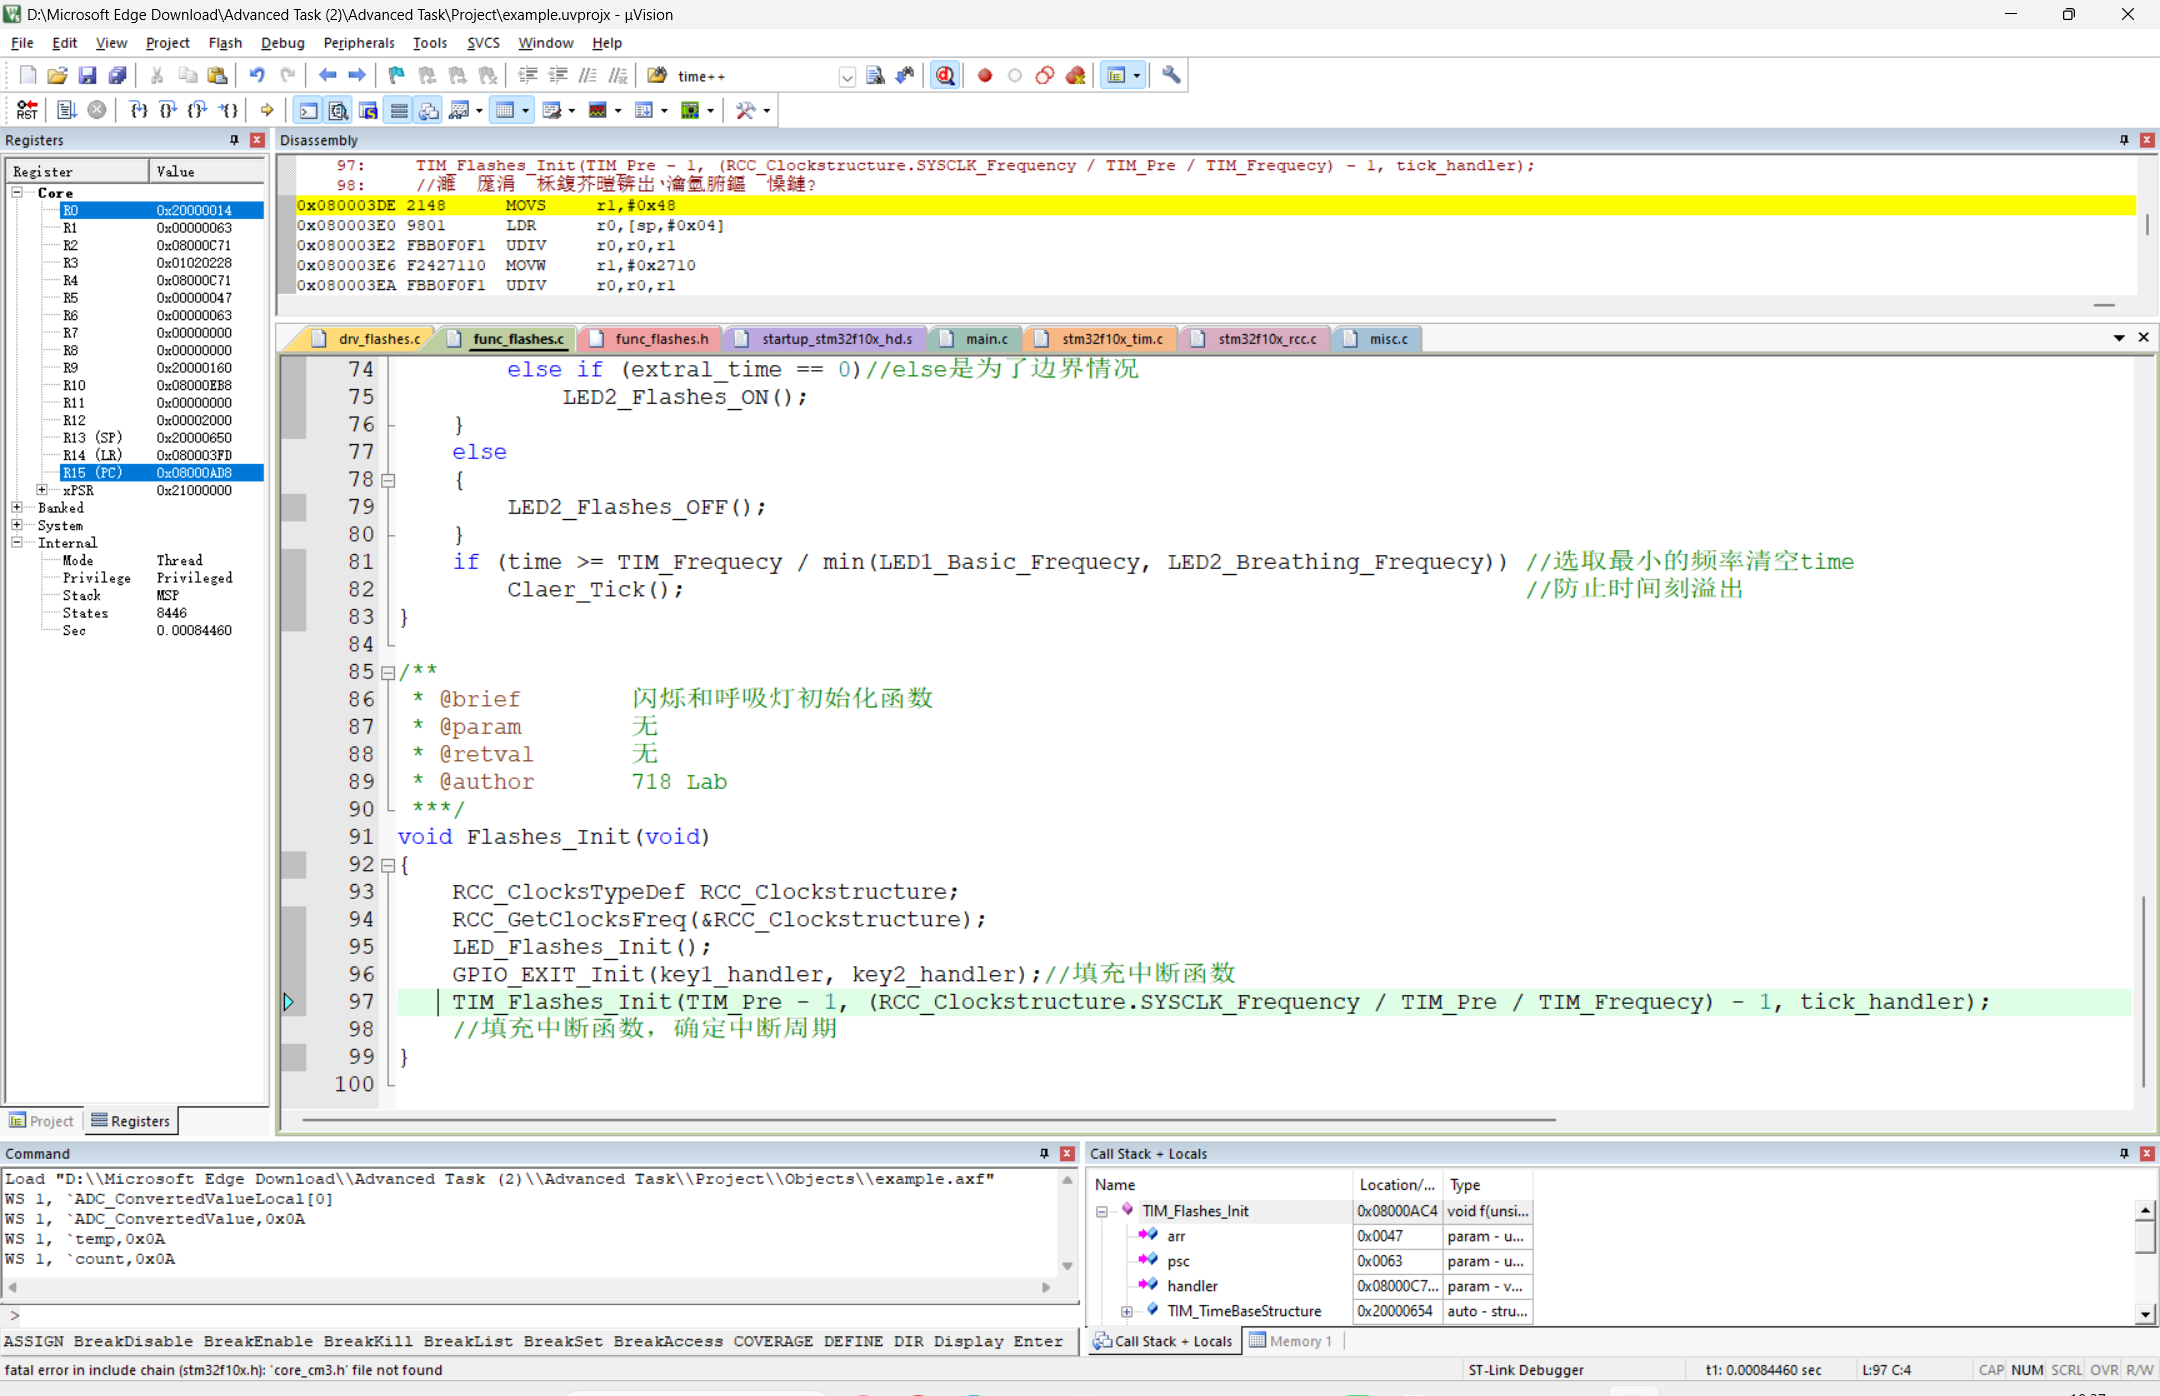 D:\Microsoft Edge Download\Advanced Task (2)\Advanced Task\Project\example.uvprojx - µVision
File Edit View Project Flash Debug Peripherals Tools SVCS Window Help
time++
Registers
Register Value
Core
R0 0x20000014
R1 0x00000063
R2 0x08000C71
R3 0x01020228
R4 0x08000C71
R5 0x00000047
R6 0x00000063
R7 0x00000000
R8 0x00000000
R9 0x20000160
R10 0x08000EB8
R11 0x00000000
R12 0x00002000
R13 (SP) 0x20000650
R14 (LR) 0x080003FD
R15 (PC) 0x08000AD8
xPSR 0x21000000
Banked
System
Internal
Mode Thread
Privilege Privileged
Stack MSP
States 8446
Sec 0.00084460
Project Registers
Disassembly
97: TIM_Flashes_Init(TIM_Pre - 1, (RCC_Clockstructure.SYSCLK_Frequency / TIM_Pre / TIM_Frequecy) - 1, tick_handler);
98: //
0x080003DE 2148 MOVS r1,#0x48
0x080003E0 9801 LDR r0,[sp,#0x04]
0x080003E2 FBB0F0F1 UDIV r0,r0,r1
0x080003E6 F2427110 MOVW r1,#0x2710
0x080003EA FBB0F0F1 UDIV r0,r0,r1
drv_flashes.c func_flashes.c func_flashes.h startup_stm32f10x_hd.s main.c stm32f10x_tim.c stm32f10x_rcc.c misc.c
74 else if (extral_time == 0)//else是为了边界情况
75 LED2_Flashes_ON();
76 }
77 else
78 {
79 LED2_Flashes_OFF();
80 }
81 if (time >= TIM_Frequecy / min(LED1_Basic_Frequecy, LED2_Breathing_Frequecy)) //选取最小的频率清空time
82 Claer_Tick(); //防止时间刻溢出
83 }
84
85 /**
86 * @brief 闪烁和呼吸灯初始化函数
87 * @param 无
88 * @retval 无
89 * @author 718 Lab
90 ***/
91 void Flashes_Init(void)
92 {
93 RCC_ClocksTypeDef RCC_Clockstructure;
94 RCC_GetClocksFreq(&RCC_Clockstructure);
95 LED_Flashes_Init();
96 GPIO_EXIT_Init(key1_handler, key2_handler);//填充中断函数
97 TIM_Flashes_Init(TIM_Pre - 1, (RCC_Clockstructure.SYSCLK_Frequency / TIM_Pre / TIM_Frequecy) - 1, tick_handler);
98 //填充中断函数，确定中断周期
99 }
100
Command
Load "D:\\Microsoft Edge Download\\Advanced Task (2)\\Advanced Task\\Project\\Objects\\example.axf"
WS 1, `ADC_ConvertedValueLocal[0]
WS 1, `ADC_ConvertedValue,0x0A
WS 1, `temp,0x0A
WS 1, `count,0x0A
>
ASSIGN BreakDisable BreakEnable BreakKill BreakList BreakSet BreakAccess COVERAGE DEFINE DIR Display Enter
Call Stack + Locals
Name Location/... Type
TIM_Flashes_Init 0x08000AC4 void f(unsi...
arr 0x0047 param - u...
psc 0x0063 param - u...
handler 0x08000C7... param - v...
TIM_TimeBaseStructure 0x20000654 auto - stru...
Call Stack + Locals Memory 1
fatal error in include chain (stm32f10x.h): 'core_cm3.h' file not found
ST-Link Debugger t1: 0.00084460 sec L:97 C:4 CAP NUM SCRL OVR R/W